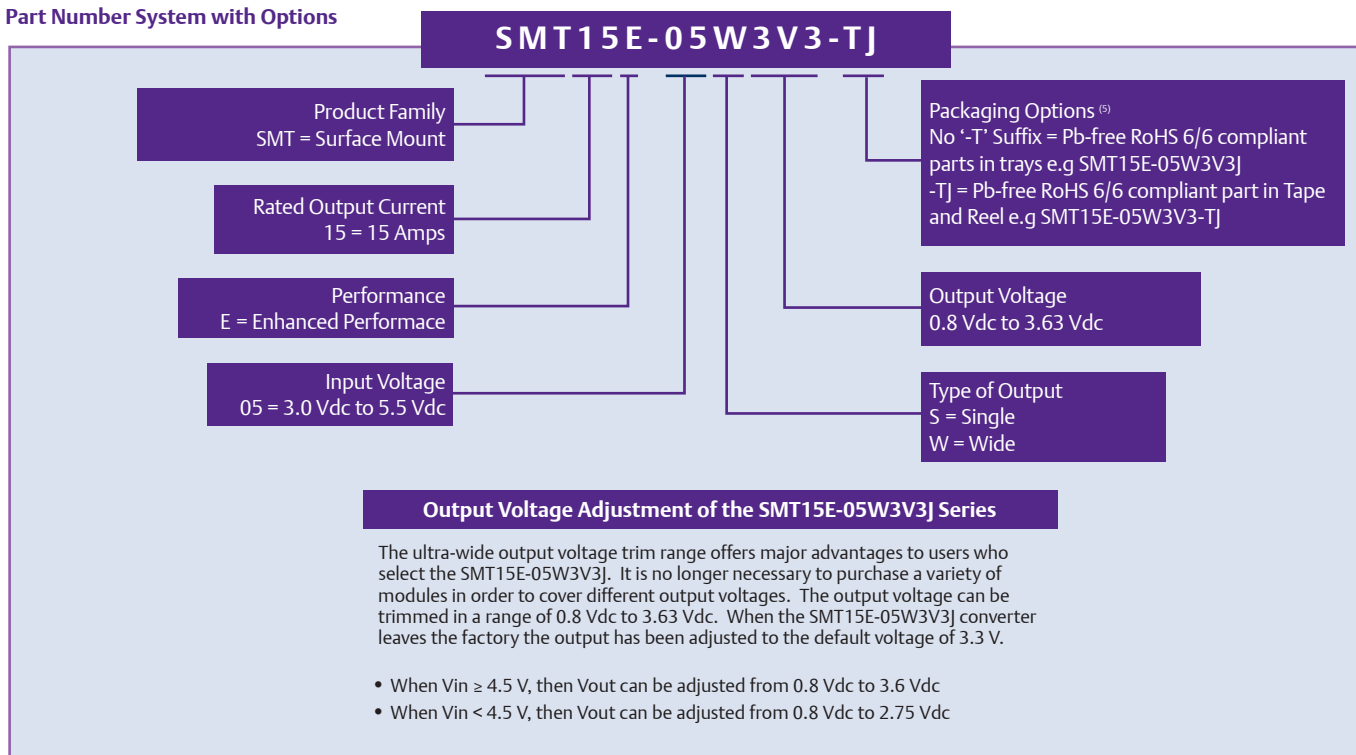 Part Number System with Options
SMT15E-05W3V3-TJ
Product Family
SMT = Surface Mount
Rated Output Current
15 = 15 Amps
Performance
E = Enhanced Performace
Input Voltage
05 = 3.0 Vdc to 5.5 Vdc
Packaging Options (5)
No ‘-T’ Suffix = Pb-free RoHS 6/6 compliant
parts in trays e.g SMT15E-05W3V3J
-TJ = Pb-free RoHS 6/6 compliant part in Tape
and Reel e.g SMT15E-05W3V3-TJ
Output Voltage
0.8 Vdc to 3.63 Vdc
Type of Output
S = Single
W = Wide
Output Voltage Adjustment of the SMT15E-05W3V3J Series
The ultra-wide output voltage trim range offers major advantages to users who
select the SMT15E-05W3V3J. It is no longer necessary to purchase a variety of
modules in order to cover different output voltages. The output voltage can be
trimmed in a range of 0.8 Vdc to 3.63 Vdc. When the SMT15E-05W3V3J converter
leaves the factory the output has been adjusted to the default voltage of 3.3 V.
• When Vin ≥ 4.5 V, then Vout can be adjusted from 0.8 Vdc to 3.6 Vdc
• When Vin < 4.5 V, then Vout can be adjusted from 0.8 Vdc to 2.75 Vdc